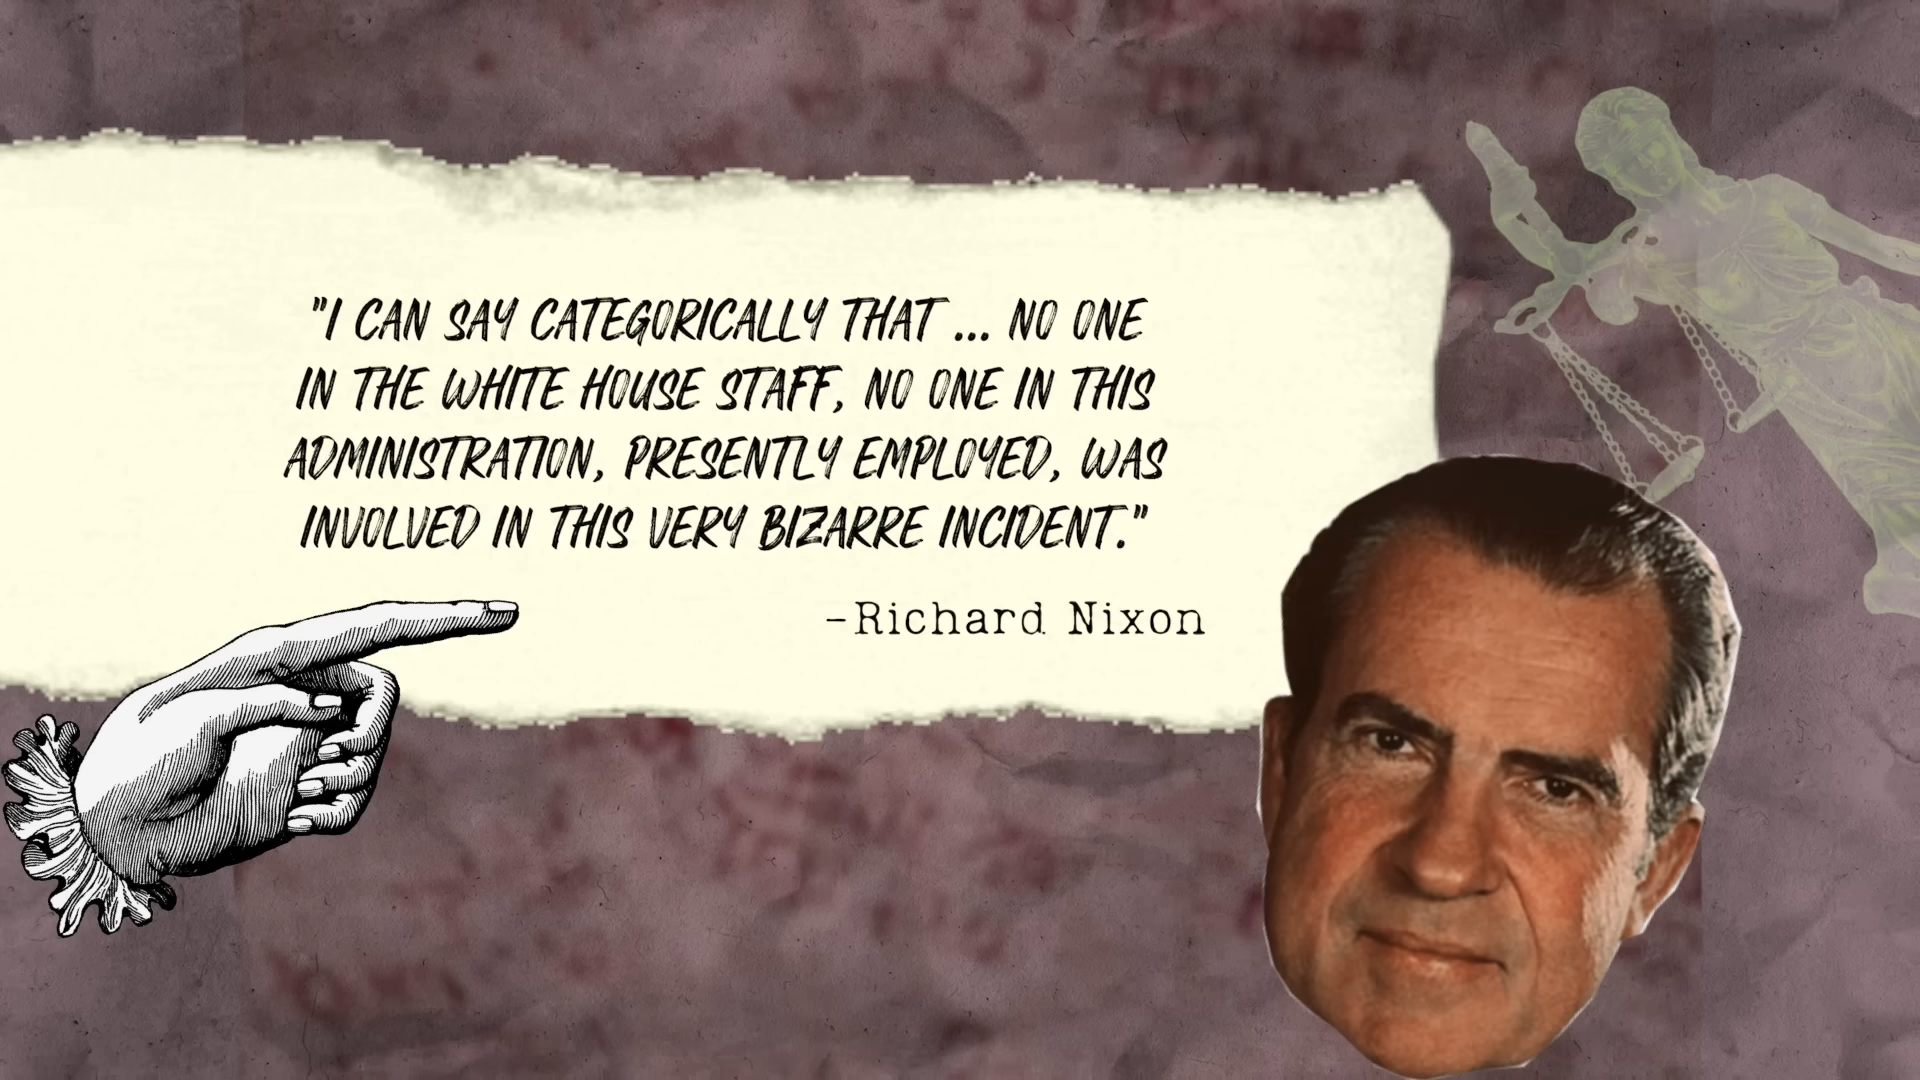 "I CAN SAY CATEGORICALLY THAT ... NO ONE
IN THE WHITE HOUSE STAFF, NO ONE IN THIS
ADMINISTRATION, PRESENTLY EMPLOYED, WAS
INVOLVED IN THIS VERY BIZARRE INCIDENT."
-Richard Nixon